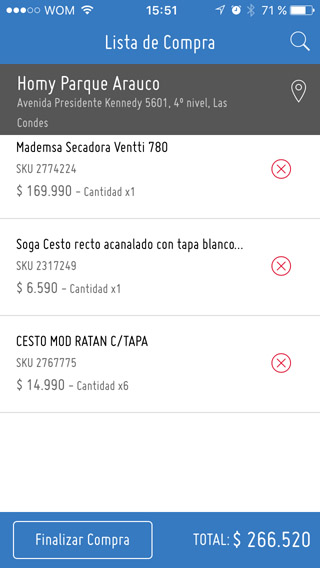 WOM 15:51 71 %
Lista de Compra
Homy Parque Arauco
Avenida Presidente Kennedy 5601, 4º nivel, Las
Condes
Mademsa Secadora Ventti 780
SKU 2774224
$ 169.990 - Cantidad x1
Soga Cesto recto acanalado con tapa blanco...
SKU 2317249
$ 6.590 - Cantidad x1
CESTO MOD RATAN C/TAPA
SKU 2767775
$ 14.990 - Cantidad x6
Finalizar Compra TOTAL: $ 266.520